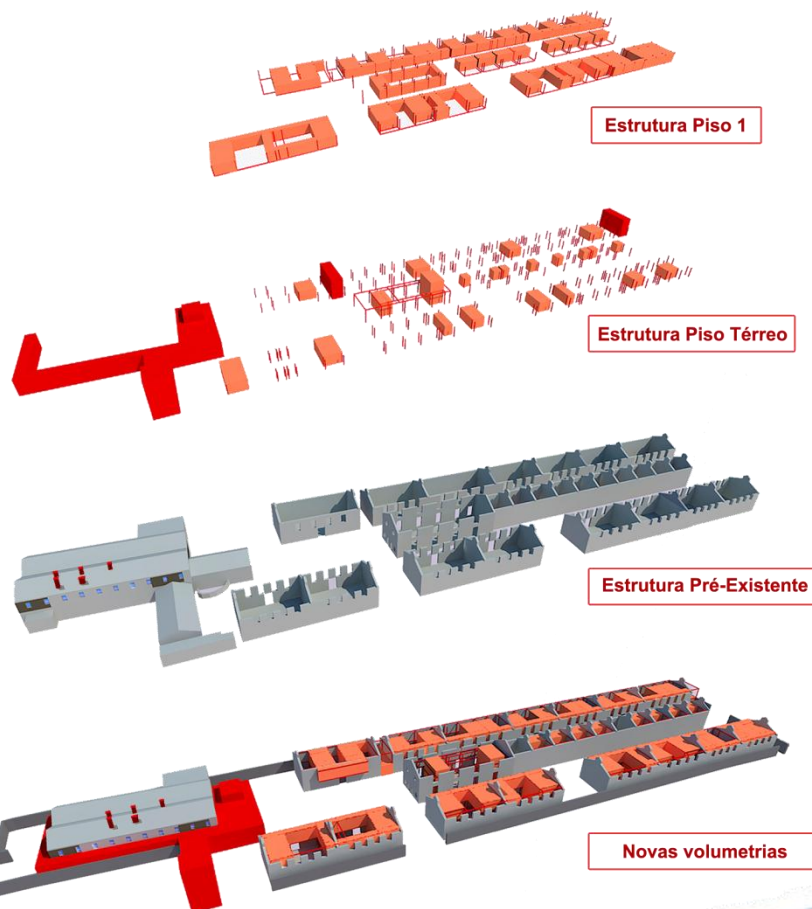 Estrutura Piso 1
Estrutura Piso Térreo
Estrutura Pré-Existente
Novas volumetrias